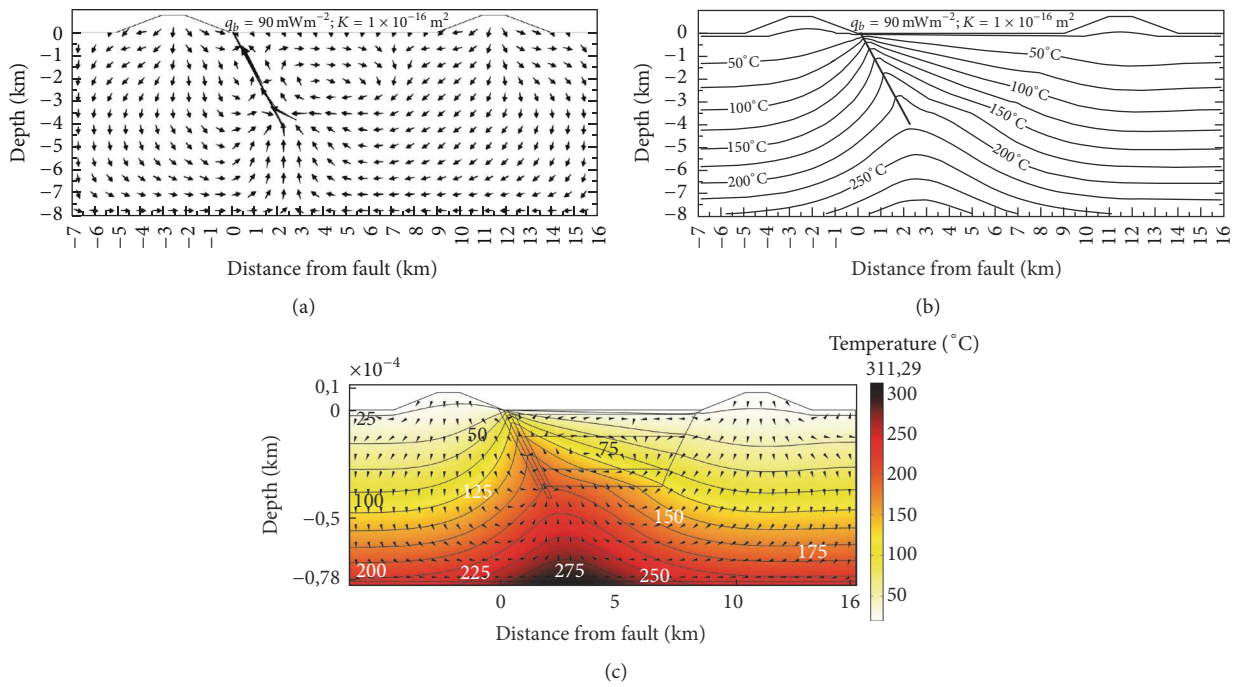 q_b = 90 mWm⁻²; K = 1 × 10⁻¹⁶ m²
0
−1
−2
−3
−4
−5
−6
−7
−8
Depth (km)
−7 −6 −5 −4 −3 −2 −1 0 1 2 3 4 5 6 7 8 9 10 11 12 13 14 15 16
Distance from fault (km)
(a)
q_b = 90 mWm⁻²; K = 1 × 10⁻¹⁶ m²
0
−1
−2
−3
−4
−5
−6
−7
−8
Depth (km)
50°C
100°C
150°C
200°C
250°C
50°C
100°C
150°C
200°C
−7 −6 −5 −4 −3 −2 −1 0 1 2 3 4 5 6 7 8 9 10 11 12 13 14 15 16
Distance from fault (km)
(b)
Temperature (°C)
311,29
×10⁻⁴
0,1
0
−0,5
−0,78
Depth (km)
25
50
75
100
125
150
175
200
225
275
250
300
250
200
150
100
50
0 5 10 16
Distance from fault (km)
(c)